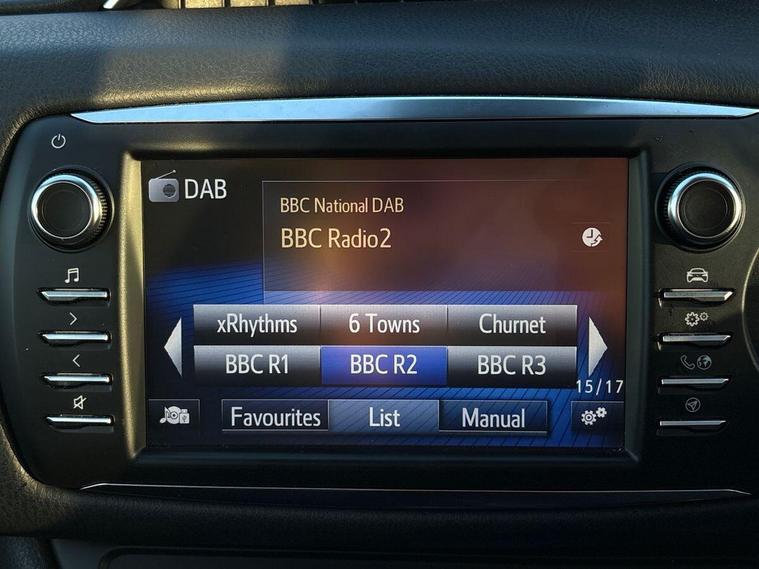 DAB
BBC National DAB
BBC Radio2
xRhythms 6 Towns Churnet
BBC R1 BBC R2 BBC R3
15/17
Favourites List Manual